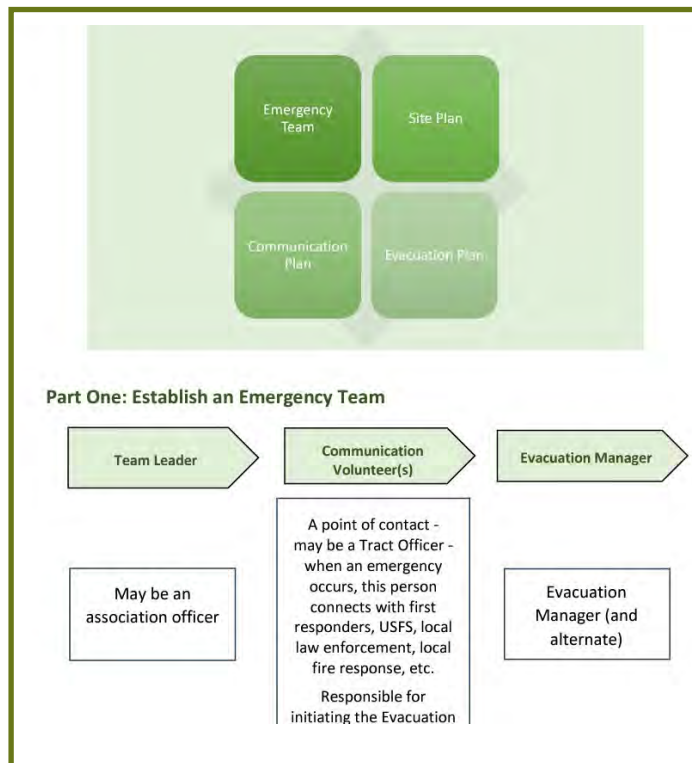 Emergency
Team
Site Plan
Communication
Plan
Evacuation Plan
Part One: Establish an Emergency Team
Team Leader
Communication
Volunteer(s)
Evacuation Manager
May be an
association officer
A point of contact -
may be a Tract Officer -
when an emergency
occurs, this person
connects with first
responders, USFS, local
law enforcement, local
fire response, etc.
Responsible for
initiating the Evacuation
Evacuation
Manager (and
alternate)